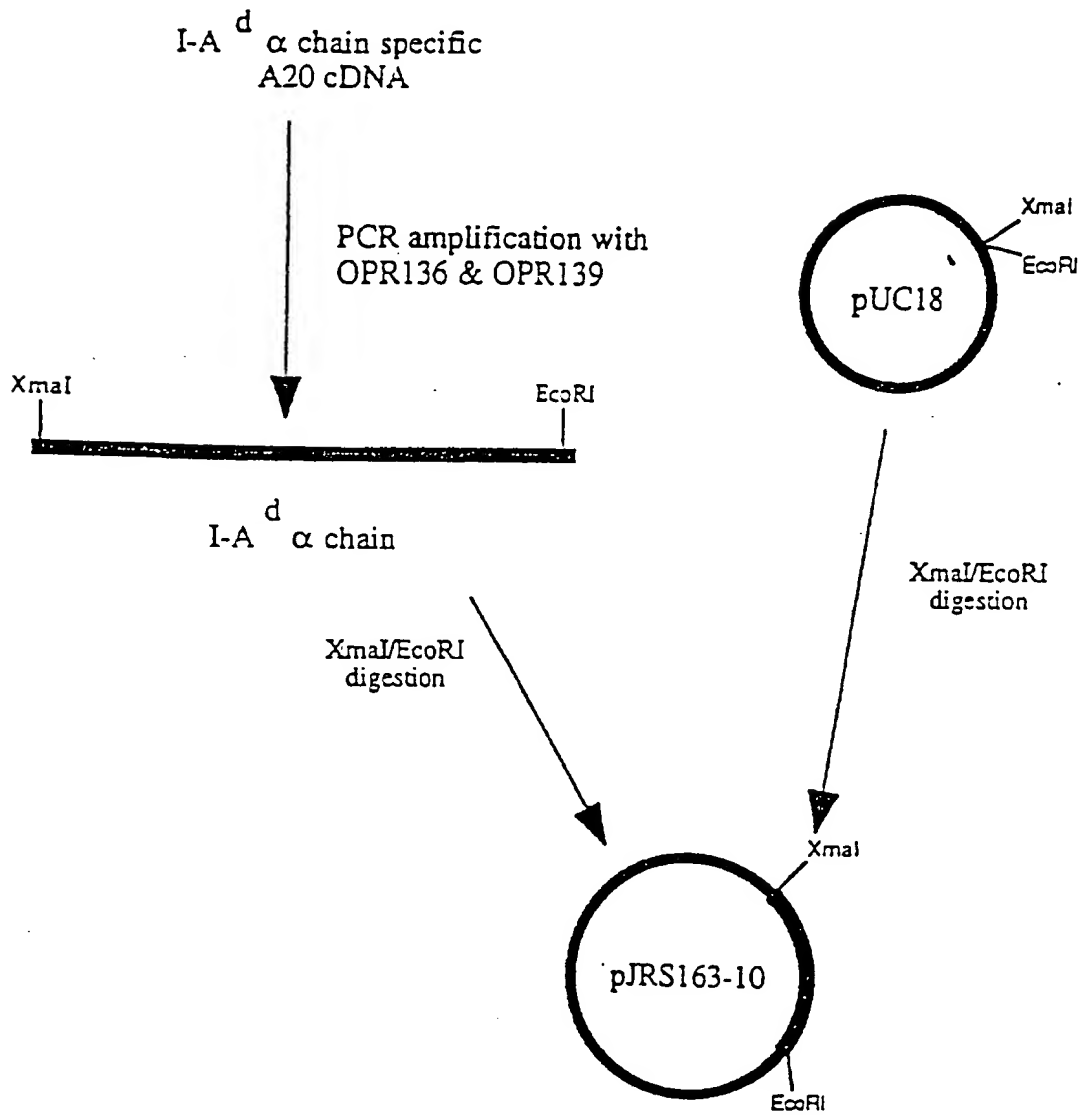 I-A d α chain specific
A20 cDNA
PCR amplification with
OPR136 & OPR139
XmaI
EcoRI
pUC18
XmaI
EcoRI
I-A d α chain
XmaI/EcoRI
digestion
XmaI/EcoRI
digestion
XmaI
pJRS163-10
EcoRI